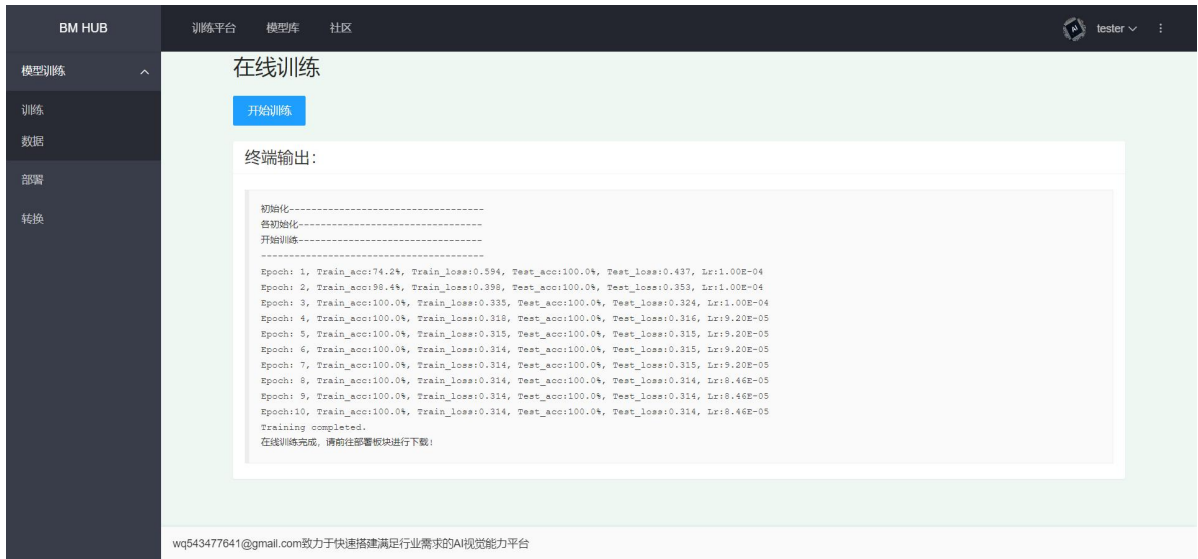 BM HUB
训练平台 模型库 社区
tester
模型训练
训练
数据
部署
转换
在线训练
开始训练
终端输出：
初始化-----------------------------------
各初始化---------------------------------
开始训练---------------------------------
----------------------------------------
Epoch: 1, Train_acc:74.2%, Train_loss:0.594, Test_acc:100.0%, Test_loss:0.437, Lr:1.00E-04
Epoch: 2, Train_acc:98.4%, Train_loss:0.398, Test_acc:100.0%, Test_loss:0.353, Lr:1.00E-04
Epoch: 3, Train_acc:100.0%, Train_loss:0.335, Test_acc:100.0%, Test_loss:0.324, Lr:1.00E-04
Epoch: 4, Train_acc:100.0%, Train_loss:0.318, Test_acc:100.0%, Test_loss:0.316, Lr:9.20E-05
Epoch: 5, Train_acc:100.0%, Train_loss:0.315, Test_acc:100.0%, Test_loss:0.315, Lr:9.20E-05
Epoch: 6, Train_acc:100.0%, Train_loss:0.314, Test_acc:100.0%, Test_loss:0.315, Lr:9.20E-05
Epoch: 7, Train_acc:100.0%, Train_loss:0.314, Test_acc:100.0%, Test_loss:0.315, Lr:9.20E-05
Epoch: 8, Train_acc:100.0%, Train_loss:0.314, Test_acc:100.0%, Test_loss:0.314, Lr:8.46E-05
Epoch: 9, Train_acc:100.0%, Train_loss:0.314, Test_acc:100.0%, Test_loss:0.314, Lr:8.46E-05
Epoch:10, Train_acc:100.0%, Train_loss:0.314, Test_acc:100.0%, Test_loss:0.314, Lr:8.46E-05
Training completed.
在线训练完成，请前往部署板块进行下载！
wq543477641@gmail.com致力于快速搭建满足行业需求的AI视觉能力平台